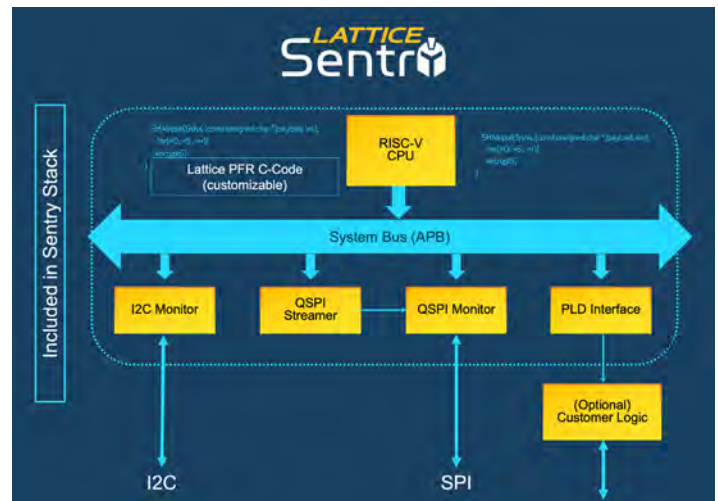 LATTICE
Sentry
Included in Sentry Stack
RISC-V
CPU
Lattice PFR C-Code
(customizable)
System Bus (APB)
I2C Monitor
QSPI
Streamer
QSPI Monitor
PLD Interface
(Optional)
Customer Logic
I2C
SPI